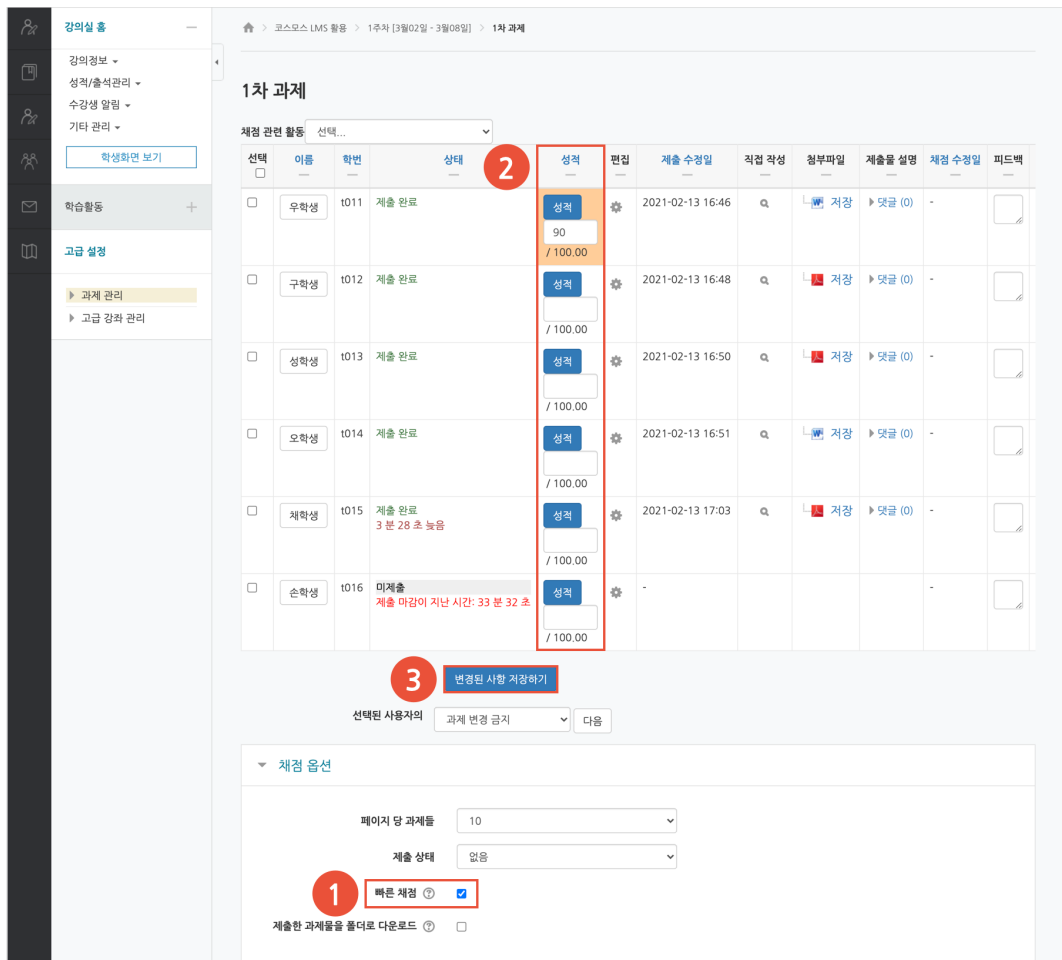 강의실 홈
강의정보
성적/출석관리
수강생 알림
기타 관리
학생화면 보기
학습활동
고급 설정
과제 관리
고급 강좌 관리
코스모스 LMS 활용 > 1주차 [3월02일 - 3월08일] > 1차 과제
1차 과제
채점 관련 활동 선택...
선택 이름 학번 상태 2 성적 편집 제출 수정일 직접 작성 첨부파일 제출물 설명 채점 수정일 피드백
우학생 t011 제출 완료 성적 2021-02-13 16:46 저장 댓글 (0) -
90
/ 100.00
구학생 t012 제출 완료 성적 2021-02-13 16:48 저장 댓글 (0) -
/ 100.00
성학생 t013 제출 완료 성적 2021-02-13 16:50 저장 댓글 (0) -
/ 100.00
오학생 t014 제출 완료 성적 2021-02-13 16:51 저장 댓글 (0) -
/ 100.00
채학생 t015 제출 완료 성적 2021-02-13 17:03 저장 댓글 (0) -
3 분 28 초 늦음
/ 100.00
손학생 t016 미제출 성적 - -
제출 마감이 지난 시간: 33 분 32 초
/ 100.00
3 변경된 사항 저장하기
선택된 사용자의 과제 변경 금지 다음
채점 옵션
페이지 당 과제들 10
제출 상태 없음
1 빠른 채점 ?
제출한 과제물을 폴더로 다운로드 ?